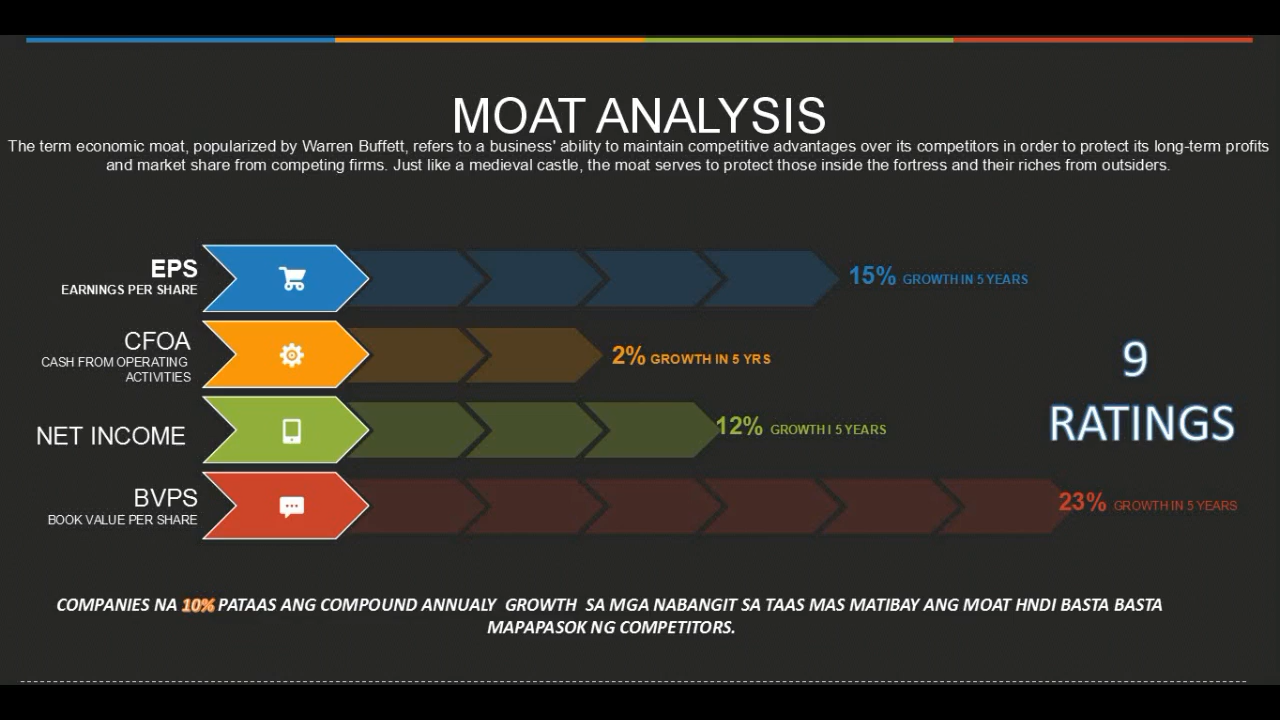 MOAT ANALYSIS
The term economic moat, popularized by Warren Buffett, refers to a business' ability to maintain competitive advantages over its competitors in order to protect its long-term profits
and market share from competing firms. Just like a medieval castle, the moat serves to protect those inside the fortress and their riches from outsiders.
EPS
EARNINGS PER SHARE
15% GROWTH IN 5 YEARS
CFOA
CASH FROM OPERATING
ACTIVITIES
2% GROWTH IN 5 YRS
NET INCOME
12% GROWTH I 5 YEARS
BVPS
BOOK VALUE PER SHARE
23% GROWTH IN 5 YEARS
9
RATINGS
COMPANIES NA 10% PATAAS ANG COMPOUND ANNUALY GROWTH SA MGA NABANGIT SA TAAS MAS MATIBAY ANG MOAT HNDI BASTA BASTA
MAPAPASOK NG COMPETITORS.